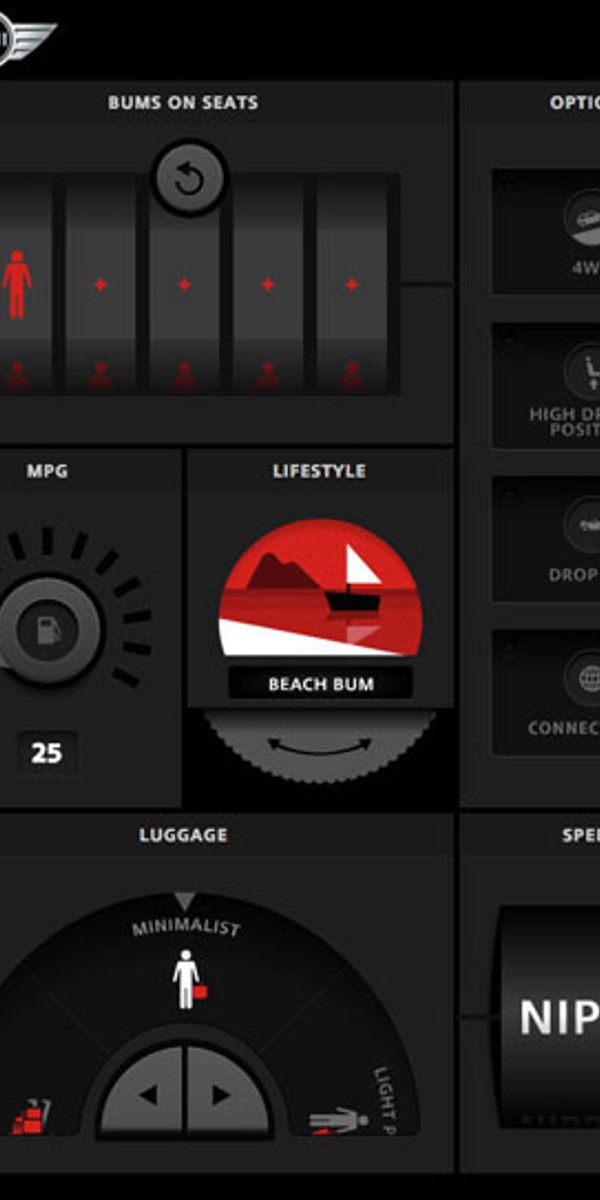 BUMS ON SEATS
OPTIO
4W
HIGH DR
POSIT
DROP
CONNEC
MPG
25
LIFESTYLE
BEACH BUM
LUGGAGE
MINIMALIST
LIGHT P
SPEE
NIP